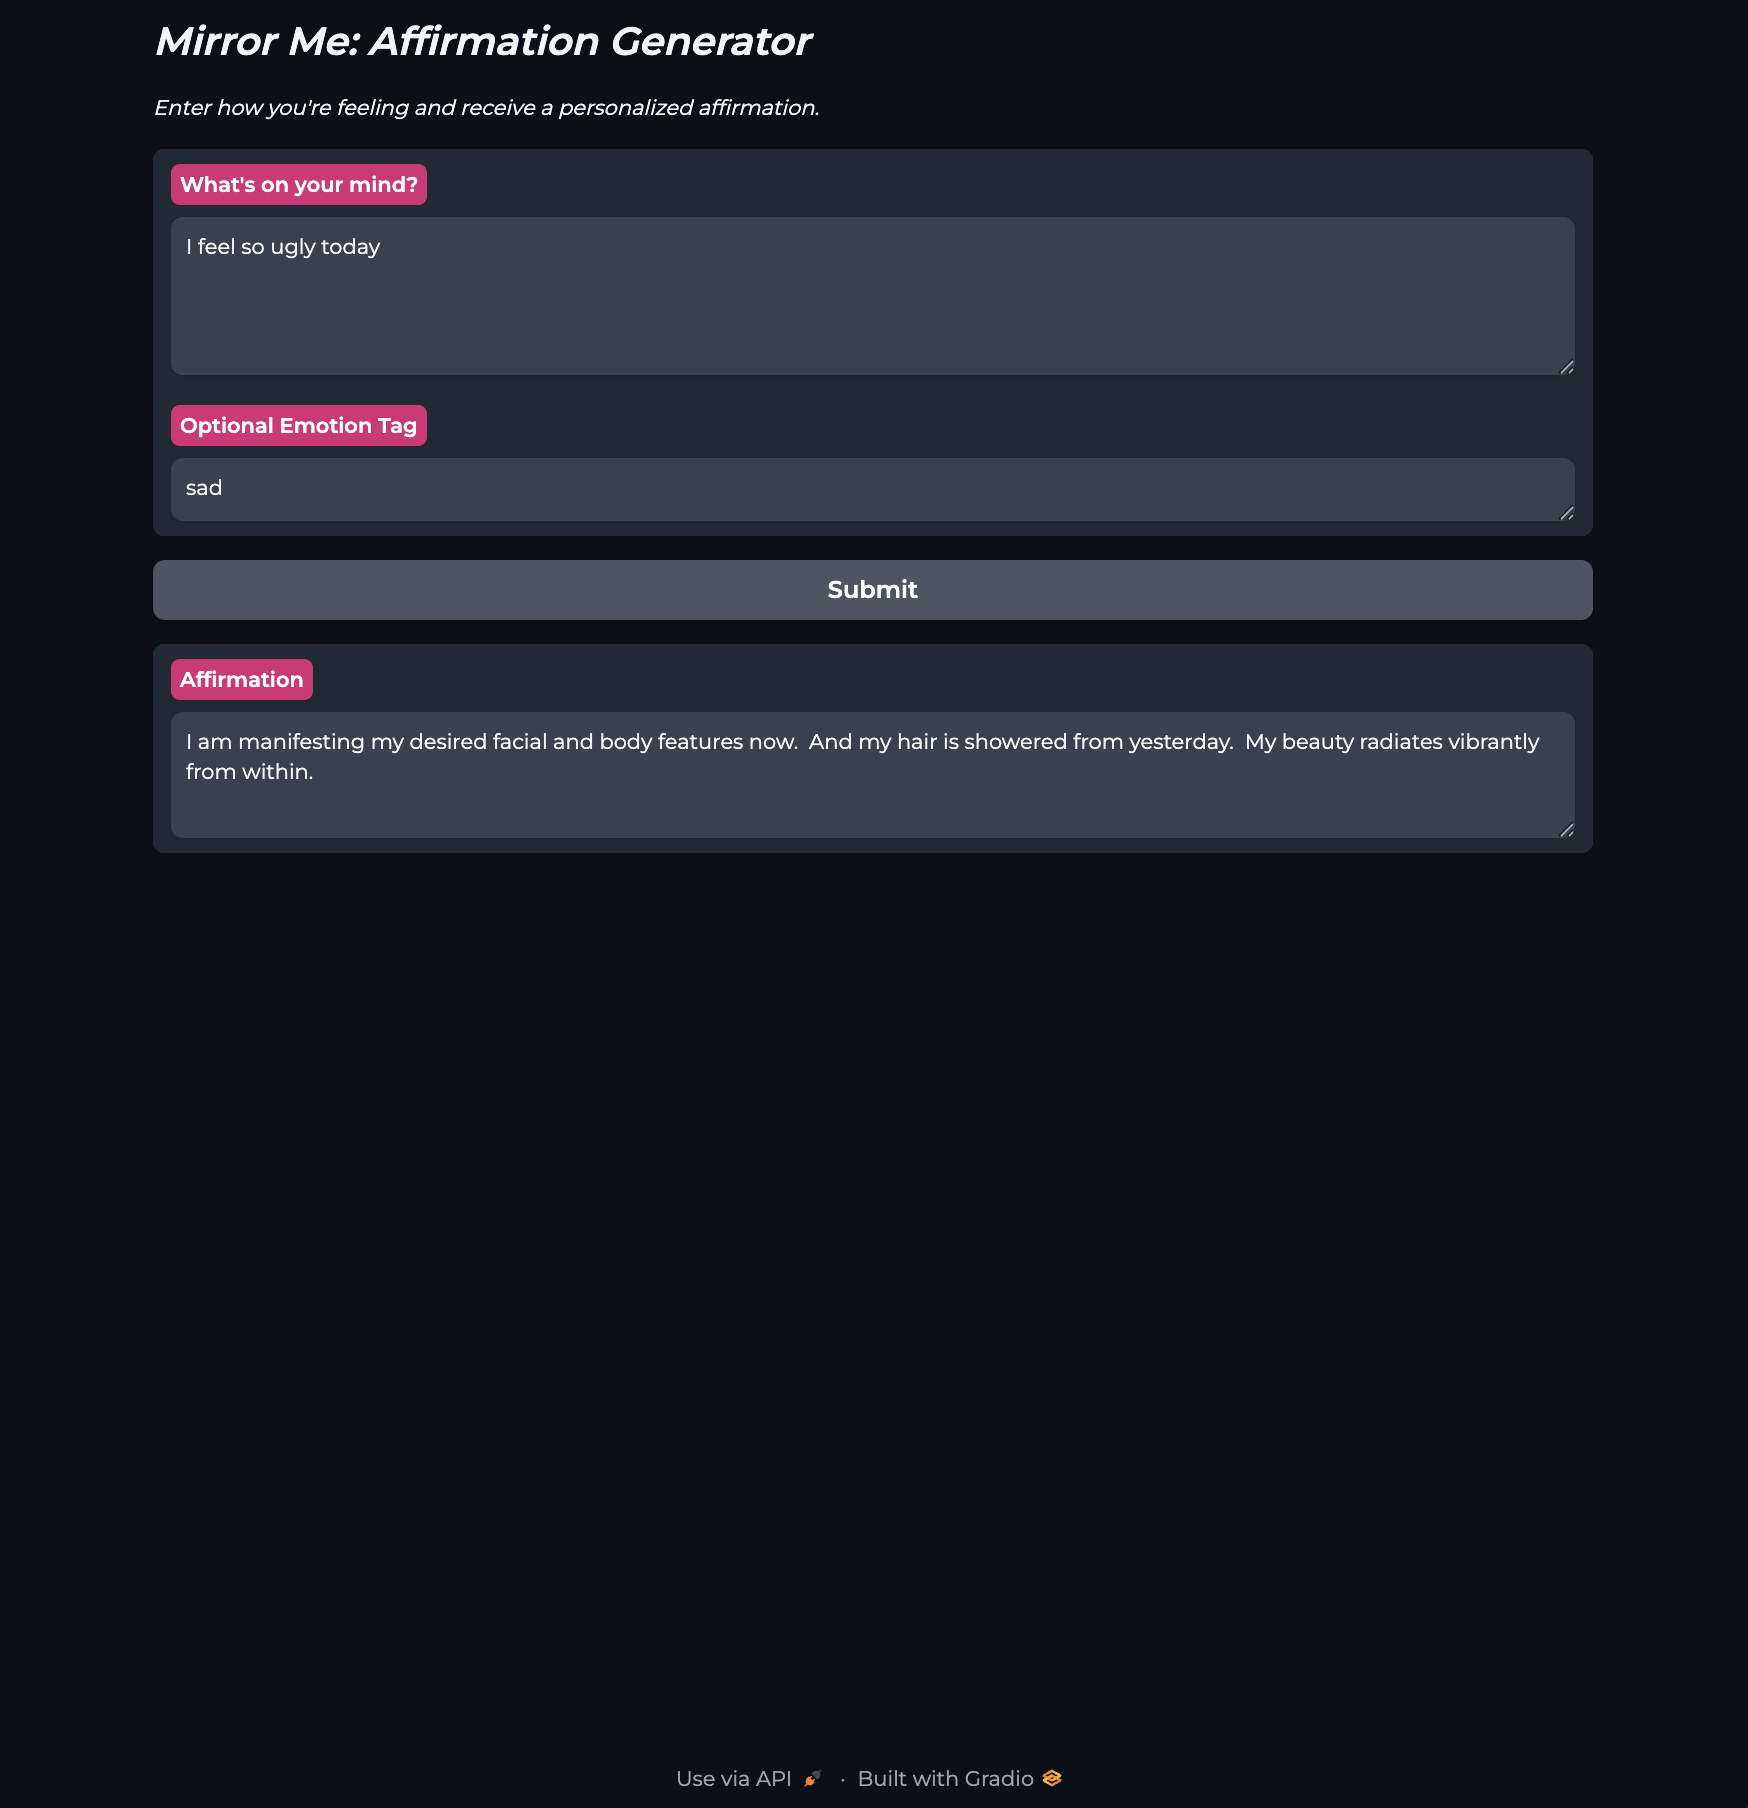 Mirror Me: Affirmation Generator
Enter how you're feeling and receive a personalized affirmation.
What's on your mind?
I feel so ugly today
Optional Emotion Tag
sad
Submit
Affirmation
I am manifesting my desired facial and body features now.  And my hair is showered from yesterday.  My beauty radiates vibrantly
from within.
Use via API · Built with Gradio